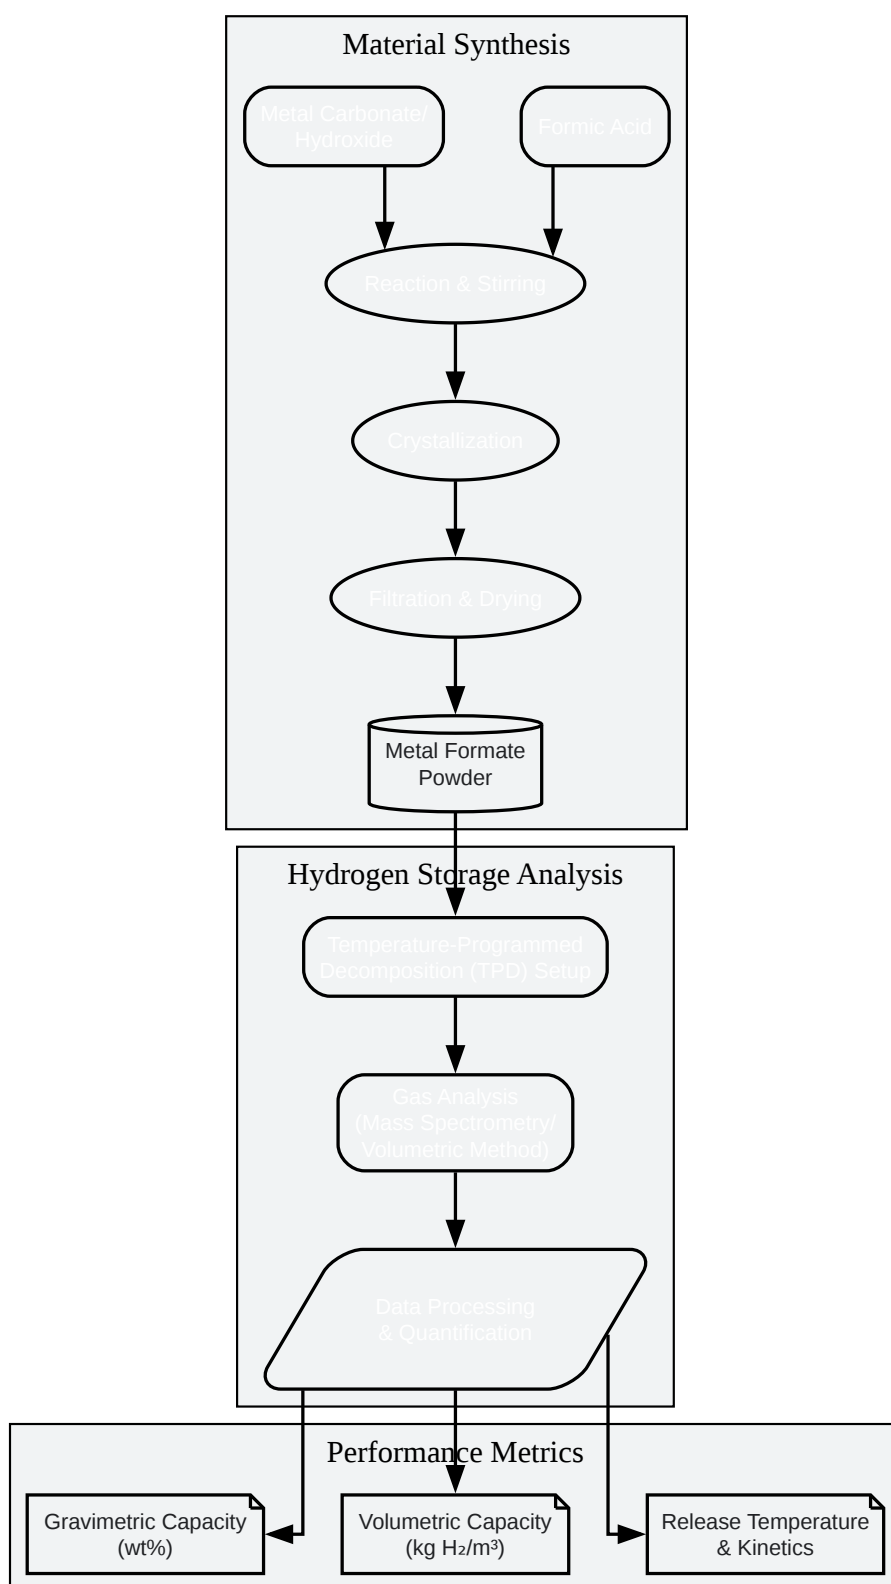 Material Synthesis
Metal Carbonate/
Hydroxide
Formic Acid
Reaction & Stirring
Crystallization
Filtration & Drying
Metal Formate
Powder
Hydrogen Storage Analysis
Temperature-Programmed
Decomposition (TPD) Setup
Gas Analysis
(Mass Spectrometry/
Volumetric Method)
Data Processing
& Quantification
Performance Metrics
Gravimetric Capacity
(wt%)
Volumetric Capacity
(kg H₂/m³)
Release Temperature
& Kinetics